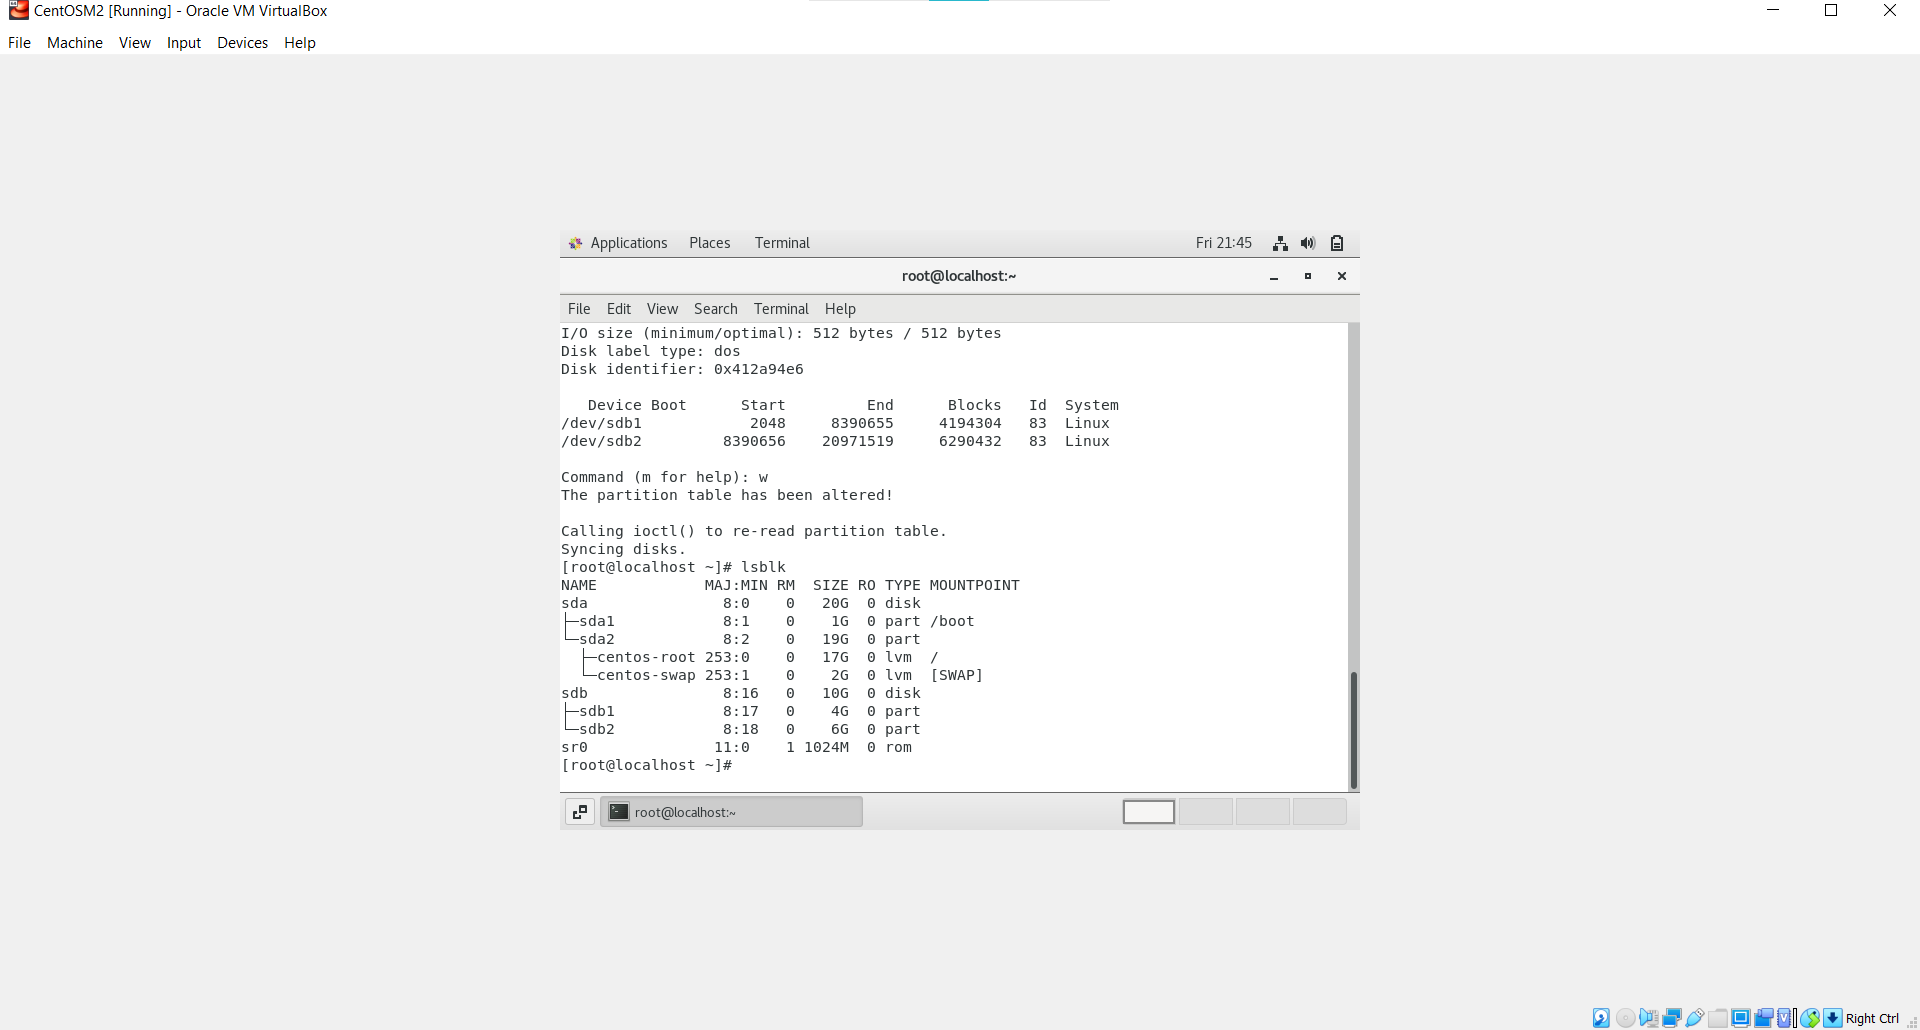 CentOSM2 [Running] - Oracle VM VirtualBox
File Machine View Input Devices Help
Applications Places Terminal Fri 21:45
root@localhost:~
File Edit View Search Terminal Help
I/O size (minimum/optimal): 512 bytes / 512 bytes
Disk label type: dos
Disk identifier: 0x412a94e6
   Device Boot      Start         End      Blocks   Id  System
/dev/sdb1            2048     8390655     4194304   83  Linux
/dev/sdb2         8390656    20971519     6290432   83  Linux
Command (m for help): w
The partition table has been altered!
Calling ioctl() to re-read partition table.
Syncing disks.
[root@localhost ~]# lsblk
NAME            MAJ:MIN RM  SIZE RO TYPE MOUNTPOINT
sda               8:0    0   20G  0 disk
├─sda1            8:1    0    1G  0 part /boot
└─sda2            8:2    0   19G  0 part
  ├─centos-root 253:0    0   17G  0 lvm  /
  └─centos-swap 253:1    0    2G  0 lvm  [SWAP]
sdb               8:16   0   10G  0 disk
├─sdb1            8:17   0    4G  0 part
└─sdb2            8:18   0    6G  0 part
sr0              11:0    1 1024M  0 rom
[root@localhost ~]#
root@localhost:~
Right Ctrl